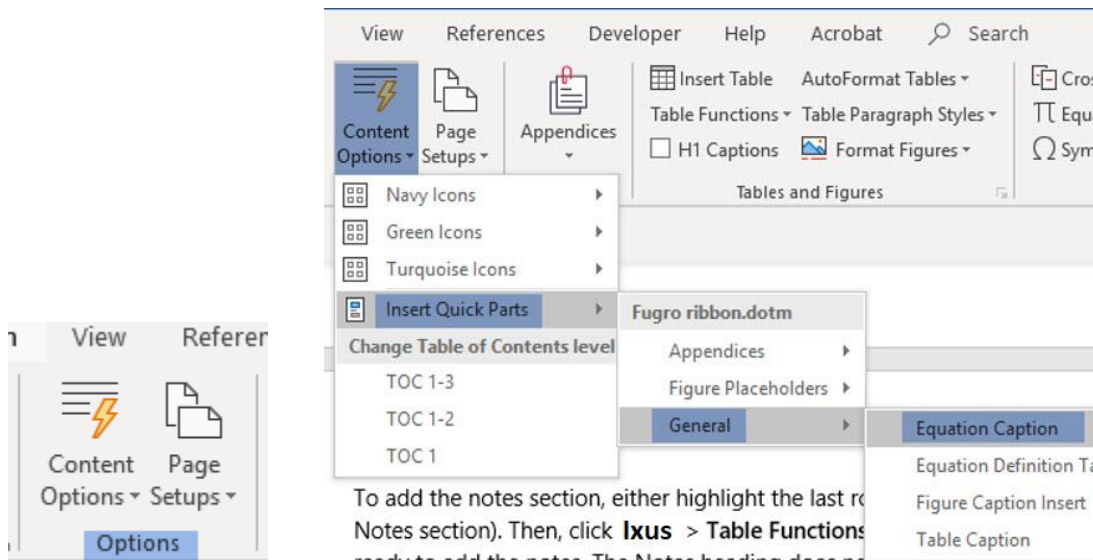 View Referen
Content Page
Options Setups
Options
View References Developer Help Acrobat Search
Content
Options
Page
Setups
Appendices
Insert Table AutoFormat Tables
Table Functions Table Paragraph Styles
H1 Captions Format Figures
Tables and Figures
Cros
π Equa
Ω Sym
Navy Icons
Green Icons
Turquoise Icons
Insert Quick Parts
Change Table of Contents level
TOC 1-3
TOC 1-2
TOC 1
Fugro ribbon.dotm
Appendices
Figure Placeholders
General
Equation Caption
Equation Definition Ta
Figure Caption Insert
Table Caption
To add the notes section, either highlight the last ro
Notes section). Then, click Ixus > Table Functions